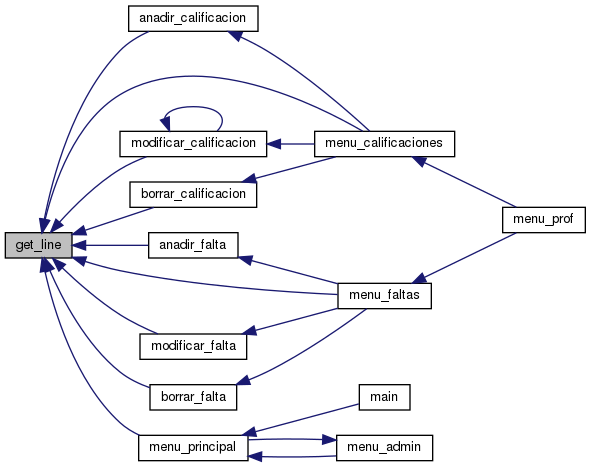 anadir_calificacion
modificar_calificacion
menu_calificaciones
borrar_calificacion
menu_prof
get_line
anadir_falta
menu_faltas
modificar_falta
borrar_falta
main
menu_principal
menu_admin